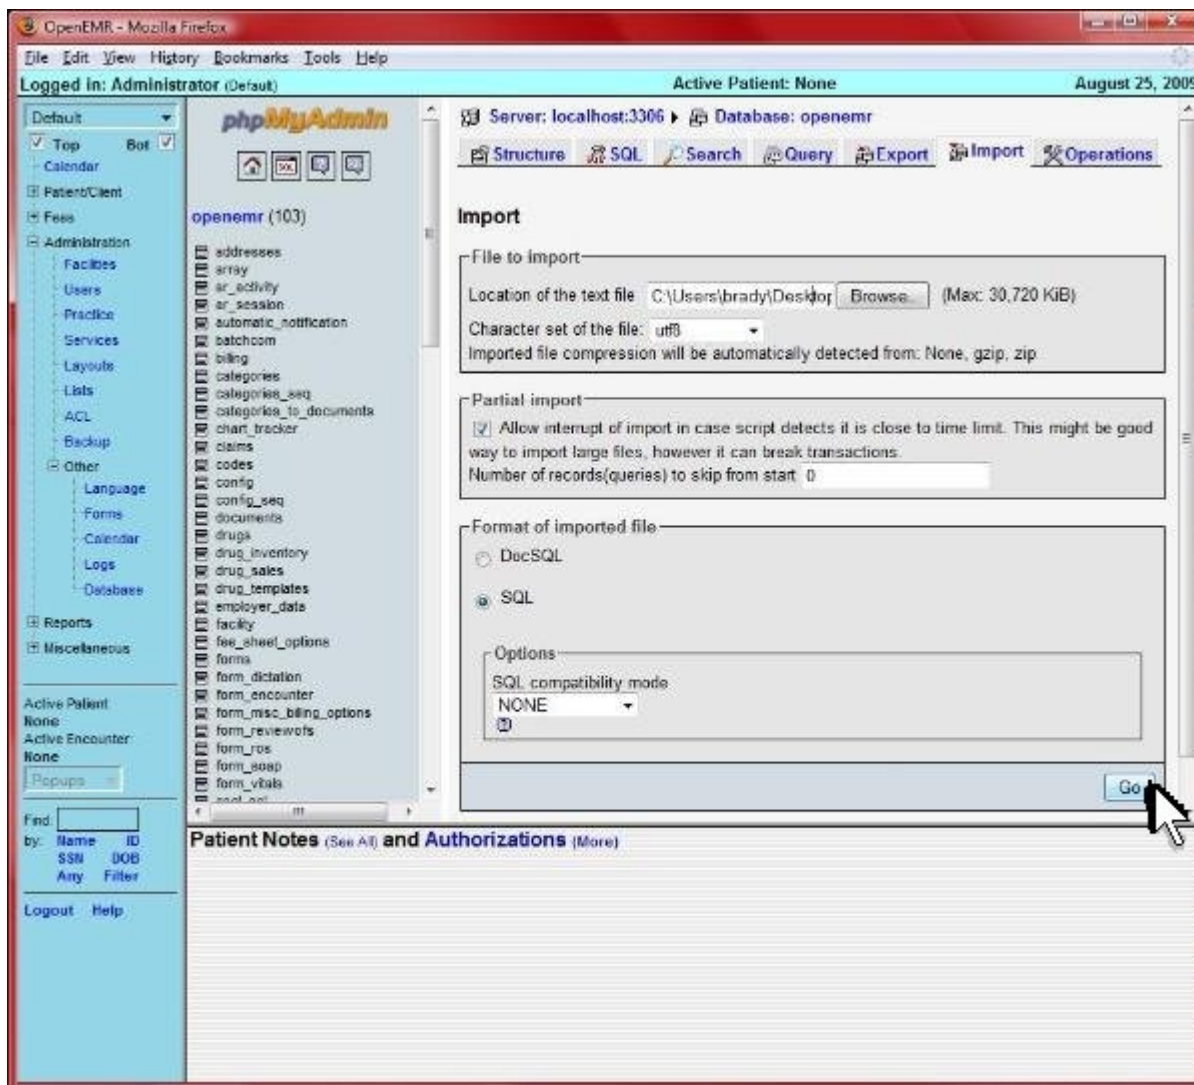 OpenEMR - Mozilla Firefox
File Edit View History Bookmarks Tools Help
Logged in: Administrator (Default) Active Patient: None August 25, 2009
Default
Top Bot
Calendar
Patient/Client
Fees
Administration
Facilities
Users
Practice
Services
Layouts
Lists
ACL
Backup
Other
Language
Forms
Calendar
Logs
Database
Reports
Miscellaneous
Active Patient
None
Active Encounter:
None
Popups
Find:
by: Name ID
SSN DOB
Any Filter
Logout Help
phpMyAdmin
SQL
openemr (103)
addresses
array
ar_activity
ar_session
automatic_notification
batchcom
billing
categories
categories_seq
categories_to_documents
chart_tracker
claims
codes
config
config_seq
documents
drugs
drug_inventory
drug_sales
drug_templates
employer_data
facility
fee_sheet_options
forms
form_dictation
form_encounter
form_misc_billing_options
form_reviewofs
form_ros
form_soap
form_vitals
Server: localhost:3306 Database: openemr
Structure SQL Search Query Export Import Operations
Import
File to import
Location of the text file C:\Users\brady\Desktop Browse... (Max: 30,720 KiB)
Character set of the file: utf8
Imported file compression will be automatically detected from: None, gzip, zip
Partial import
Allow interrupt of import in case script detects it is close to time limit. This might be good
way to import large files, however it can break transactions.
Number of records(queries) to skip from start 0
Format of imported file
DocSQL
SQL
Options
SQL compatibility mode
NONE
Go
Patient Notes (See All) and Authorizations (More)